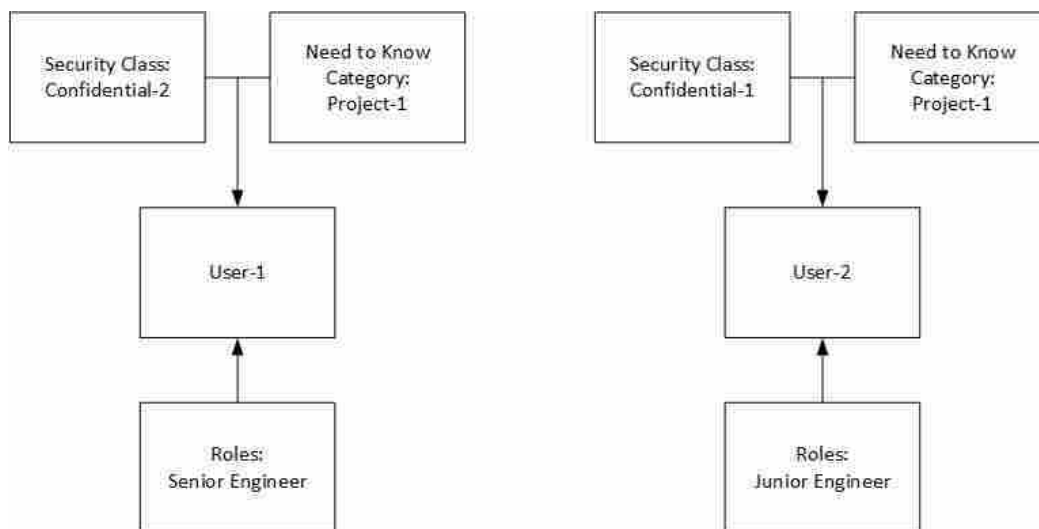 Security Class:
Confidential-2
Need to Know
Category:
Project-1
Security Class:
Confidential-1
Need to Know
Category:
Project-1
User-1
User-2
Roles:
Senior Engineer
Roles:
Junior Engineer